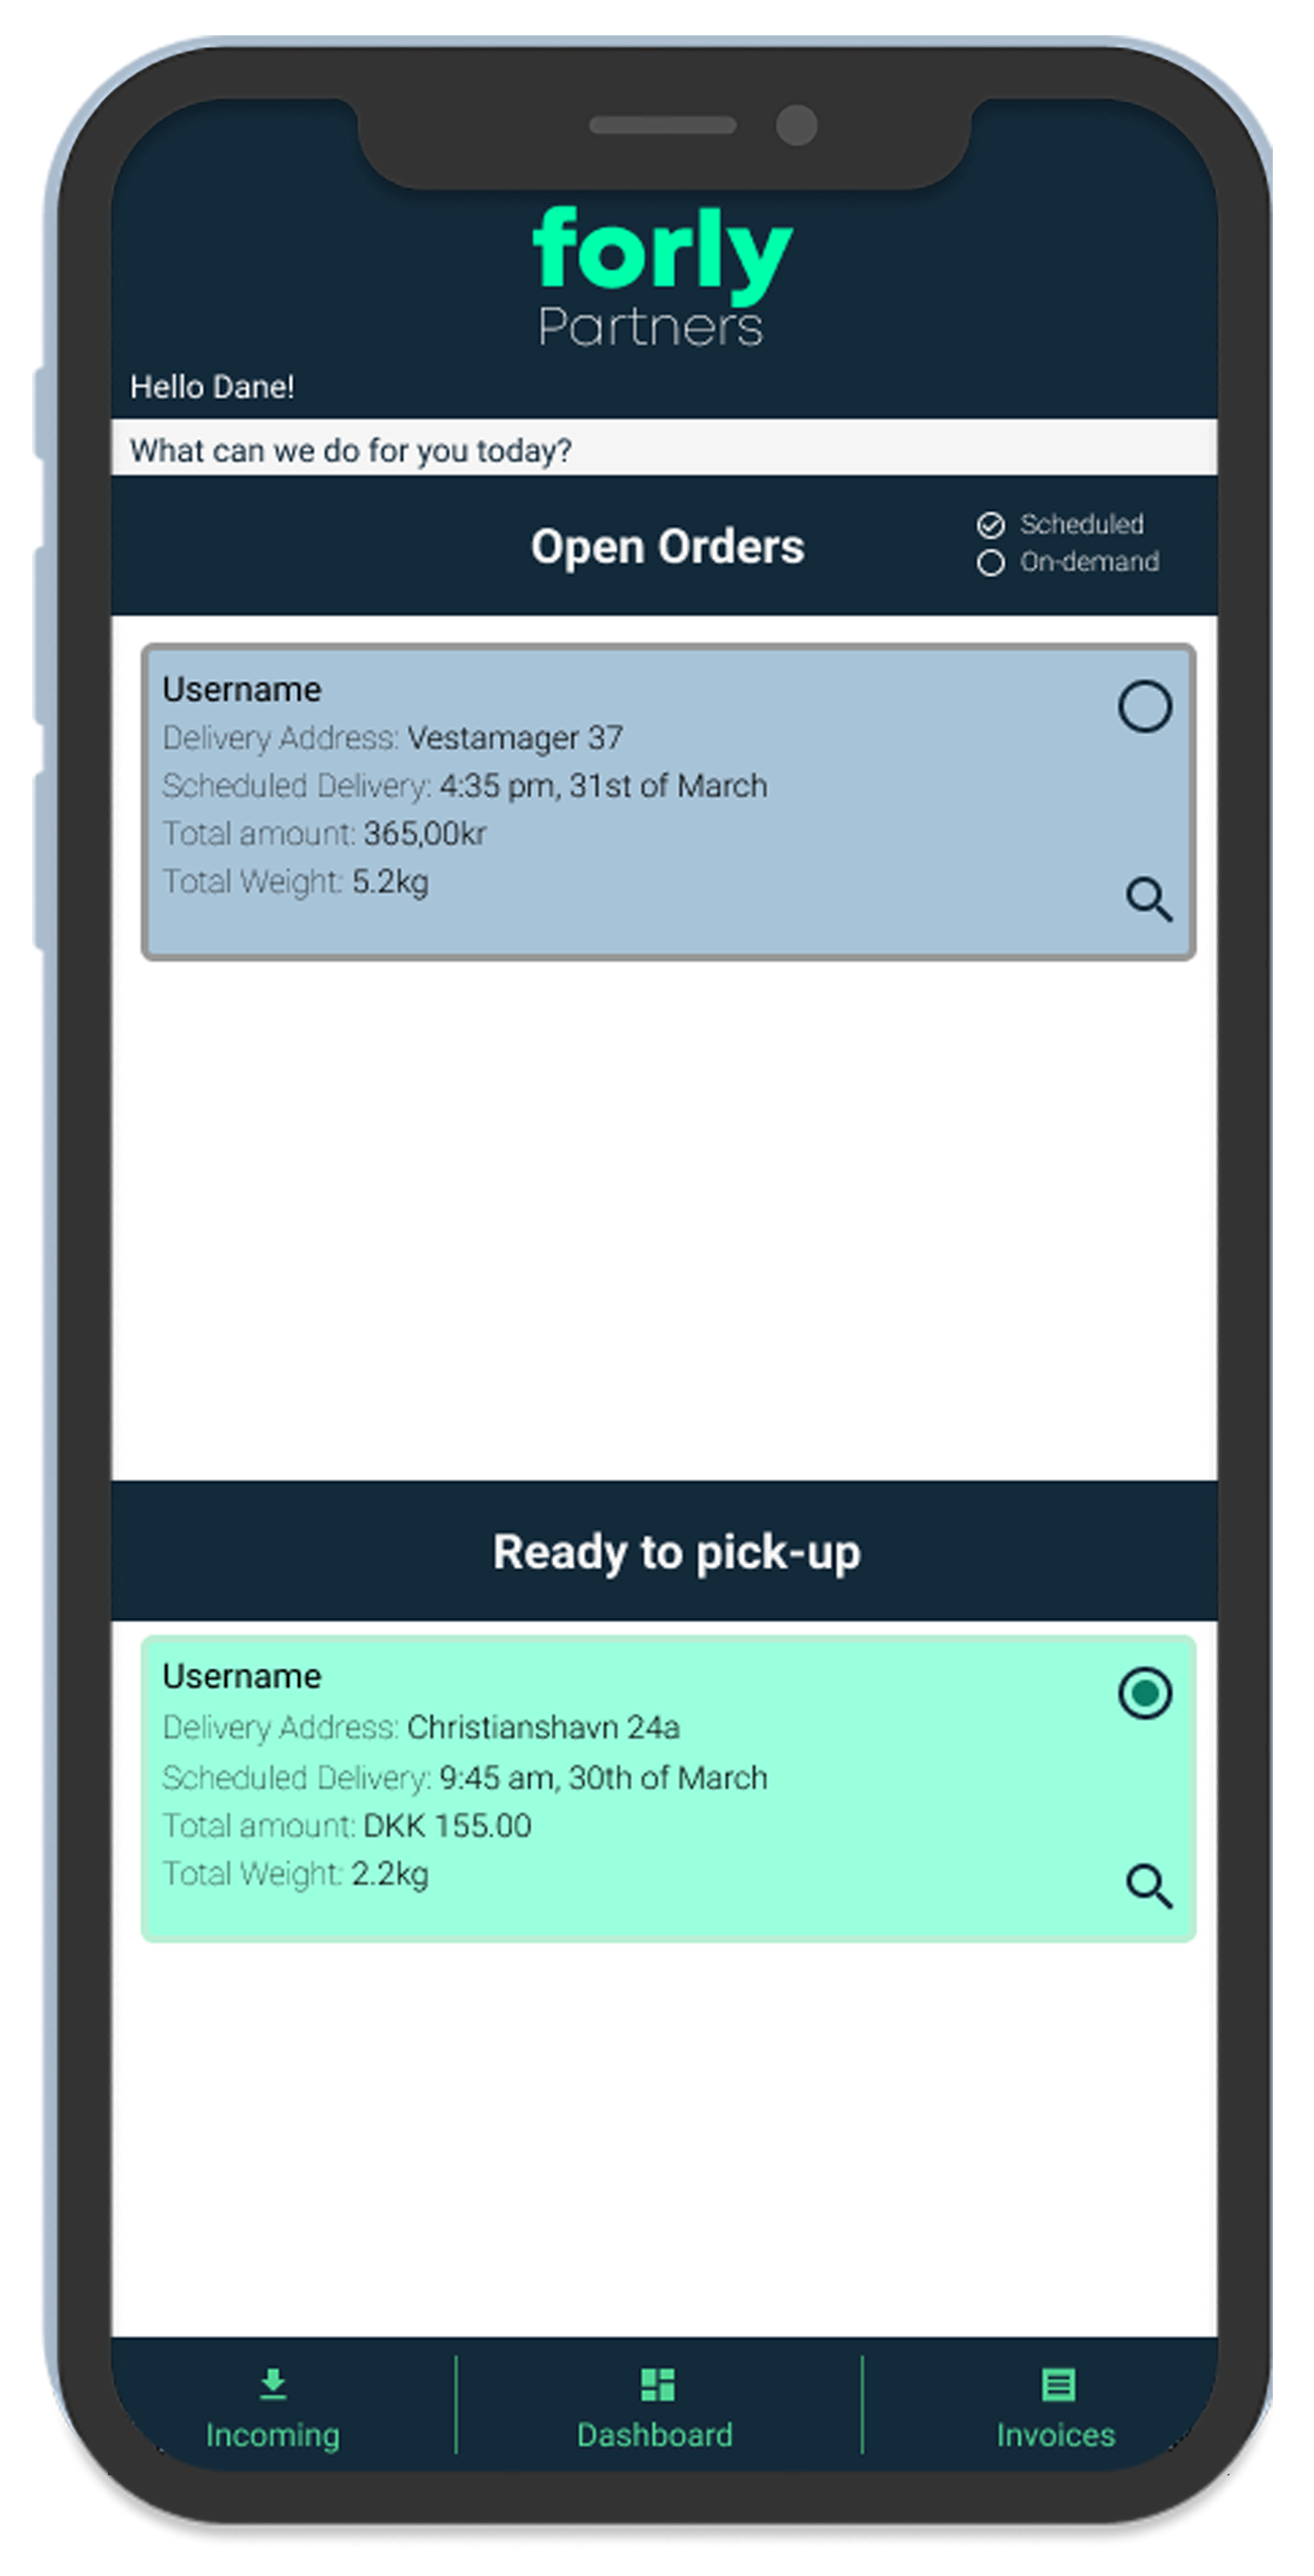 forly
Partners
Hello Dane!
What can we do for you today?
Open Orders
Scheduled
On-demand
Username
Delivery Address: Vestamager 37
Scheduled Delivery: 4:35 pm, 31st of March
Total amount: 365,00kr
Total Weight: 5.2kg
Ready to pick-up
Username
Delivery Address: Christianshavn 24a
Scheduled Delivery: 9:45 am, 30th of March
Total amount: DKK 155.00
Total Weight: 2.2kg
Incoming
Dashboard
Invoices